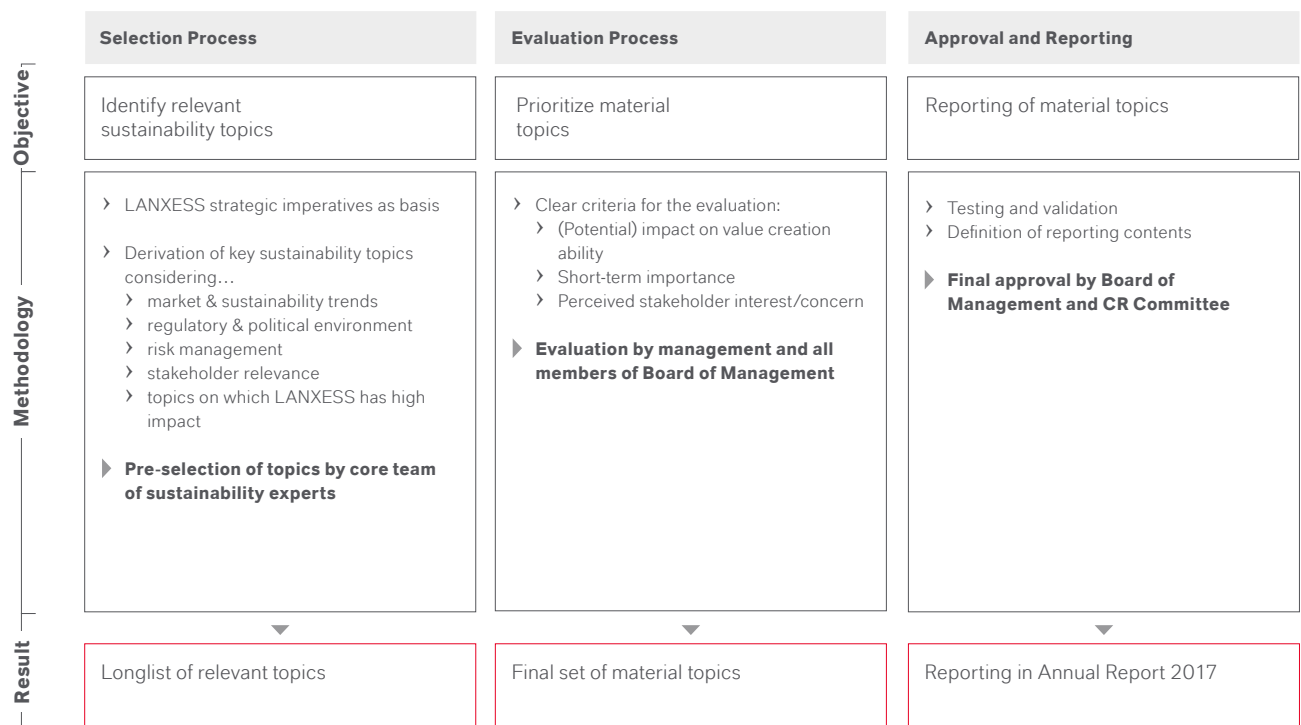 Selection Process
Evaluation Process
Approval and Reporting
Objective
Identify relevant
sustainability topics
Prioritize material
topics
Reporting of material topics
Methodology
› LANXESS strategic imperatives as basis
› Derivation of key sustainability topics
considering…
› market & sustainability trends
› regulatory & political environment
› risk management
› stakeholder relevance
› topics on which LANXESS has high
impact
Pre-selection of topics by core team
of sustainability experts
› Clear criteria for the evaluation:
› (Potential) impact on value creation
ability
› Short-term importance
› Perceived stakeholder interest/concern
Evaluation by management and all
members of Board of Management
› Testing and validation
› Definition of reporting contents
Final approval by Board of
Management and CR Committee
Result
Longlist of relevant topics
Final set of material topics
Reporting in Annual Report 2017